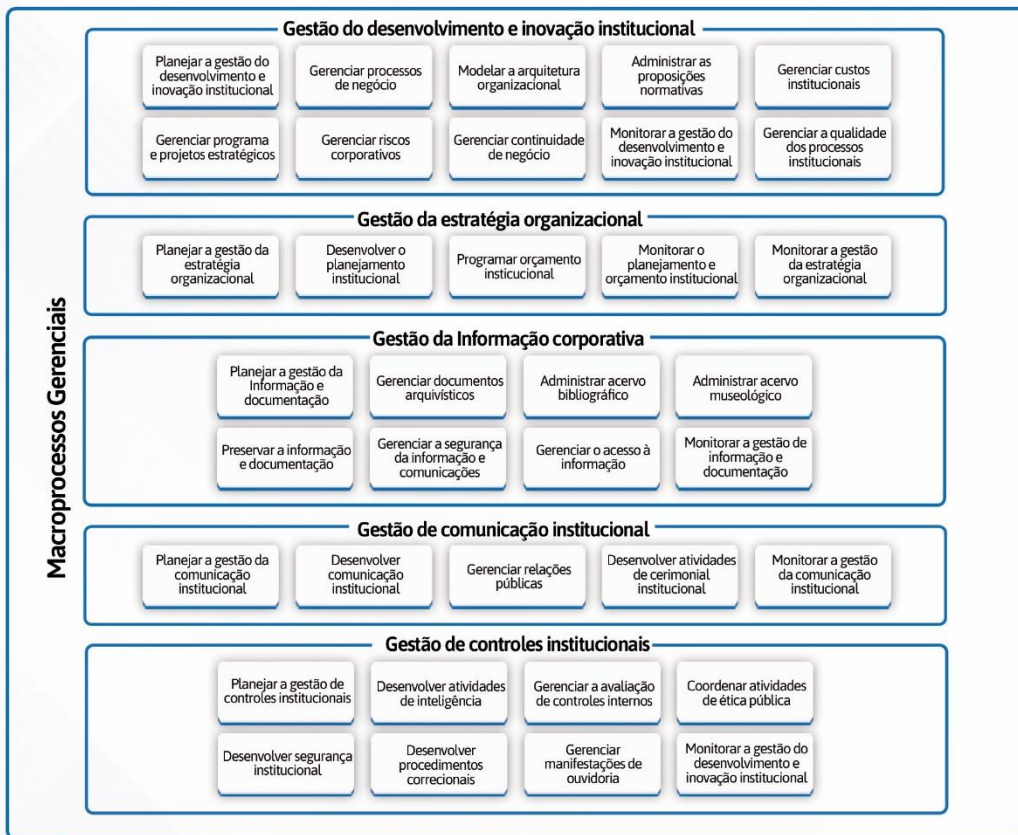 Gestão do desenvolvimento e inovação institucional
Planejar a gestão do
desenvolvimento e
inovação institucional
Gerenciar processos
de negócio
Modelar a arquitetura
organizacional
Administrar as
proposições
normativas
Gerenciar custos
institucionais
Gerenciar programa
e projetos estratégicos
Gerenciar riscos
corporativos
Gerenciar continuidade
de negócio
Monitorar a gestão do
desenvolvimento e
inovação institucional
Gerenciar a qualidade
dos processos
institucionais
Gestão da estratégia organizacional
Planejar a gestão da
estratégia
organizacional
Desenvolver o
planejamento
institucional
Programar orçamento
insticucional
Monitorar o
planejamento e
orçamento institucional
Monitorar a gestão
da estratégia
organizacional
Macroprocessos Gerenciais
Gestão da Informação corporativa
Planejar a gestão da
Informação e
documentação
Gerenciar documentos
arquivísticos
Administrar acervo
bibliográfico
Administrar acervo
museológico
Preservar a informação
e documentação
Gerenciar a segurança
da informação e
comunicações
Gerenciar o acesso à
informação
Monitorar a gestão de
informação e
documentação
Gestão de comunicação institucional
Planejar a gestão da
comunicação
institucional
Desenvolver
comunicação
institucional
Gerenciar relações
públicas
Desenvolver atividades
de cerimonial
institucional
Monitorar a gestão
da comunicação
institucional
Gestão de controles institucionais
Planejar a gestão de
controles institucionais
Desenvolver atividades
de inteligência
Gerenciar a avaliação
de controles internos
Coordenar atividades
de ética pública
Desenvolver segurança
institucional
Desenvolver
procedimentos
correcionais
Gerenciar
manifestações de
ouvidoria
Monitorar a gestão do
desenvolvimento e
inovação institucional